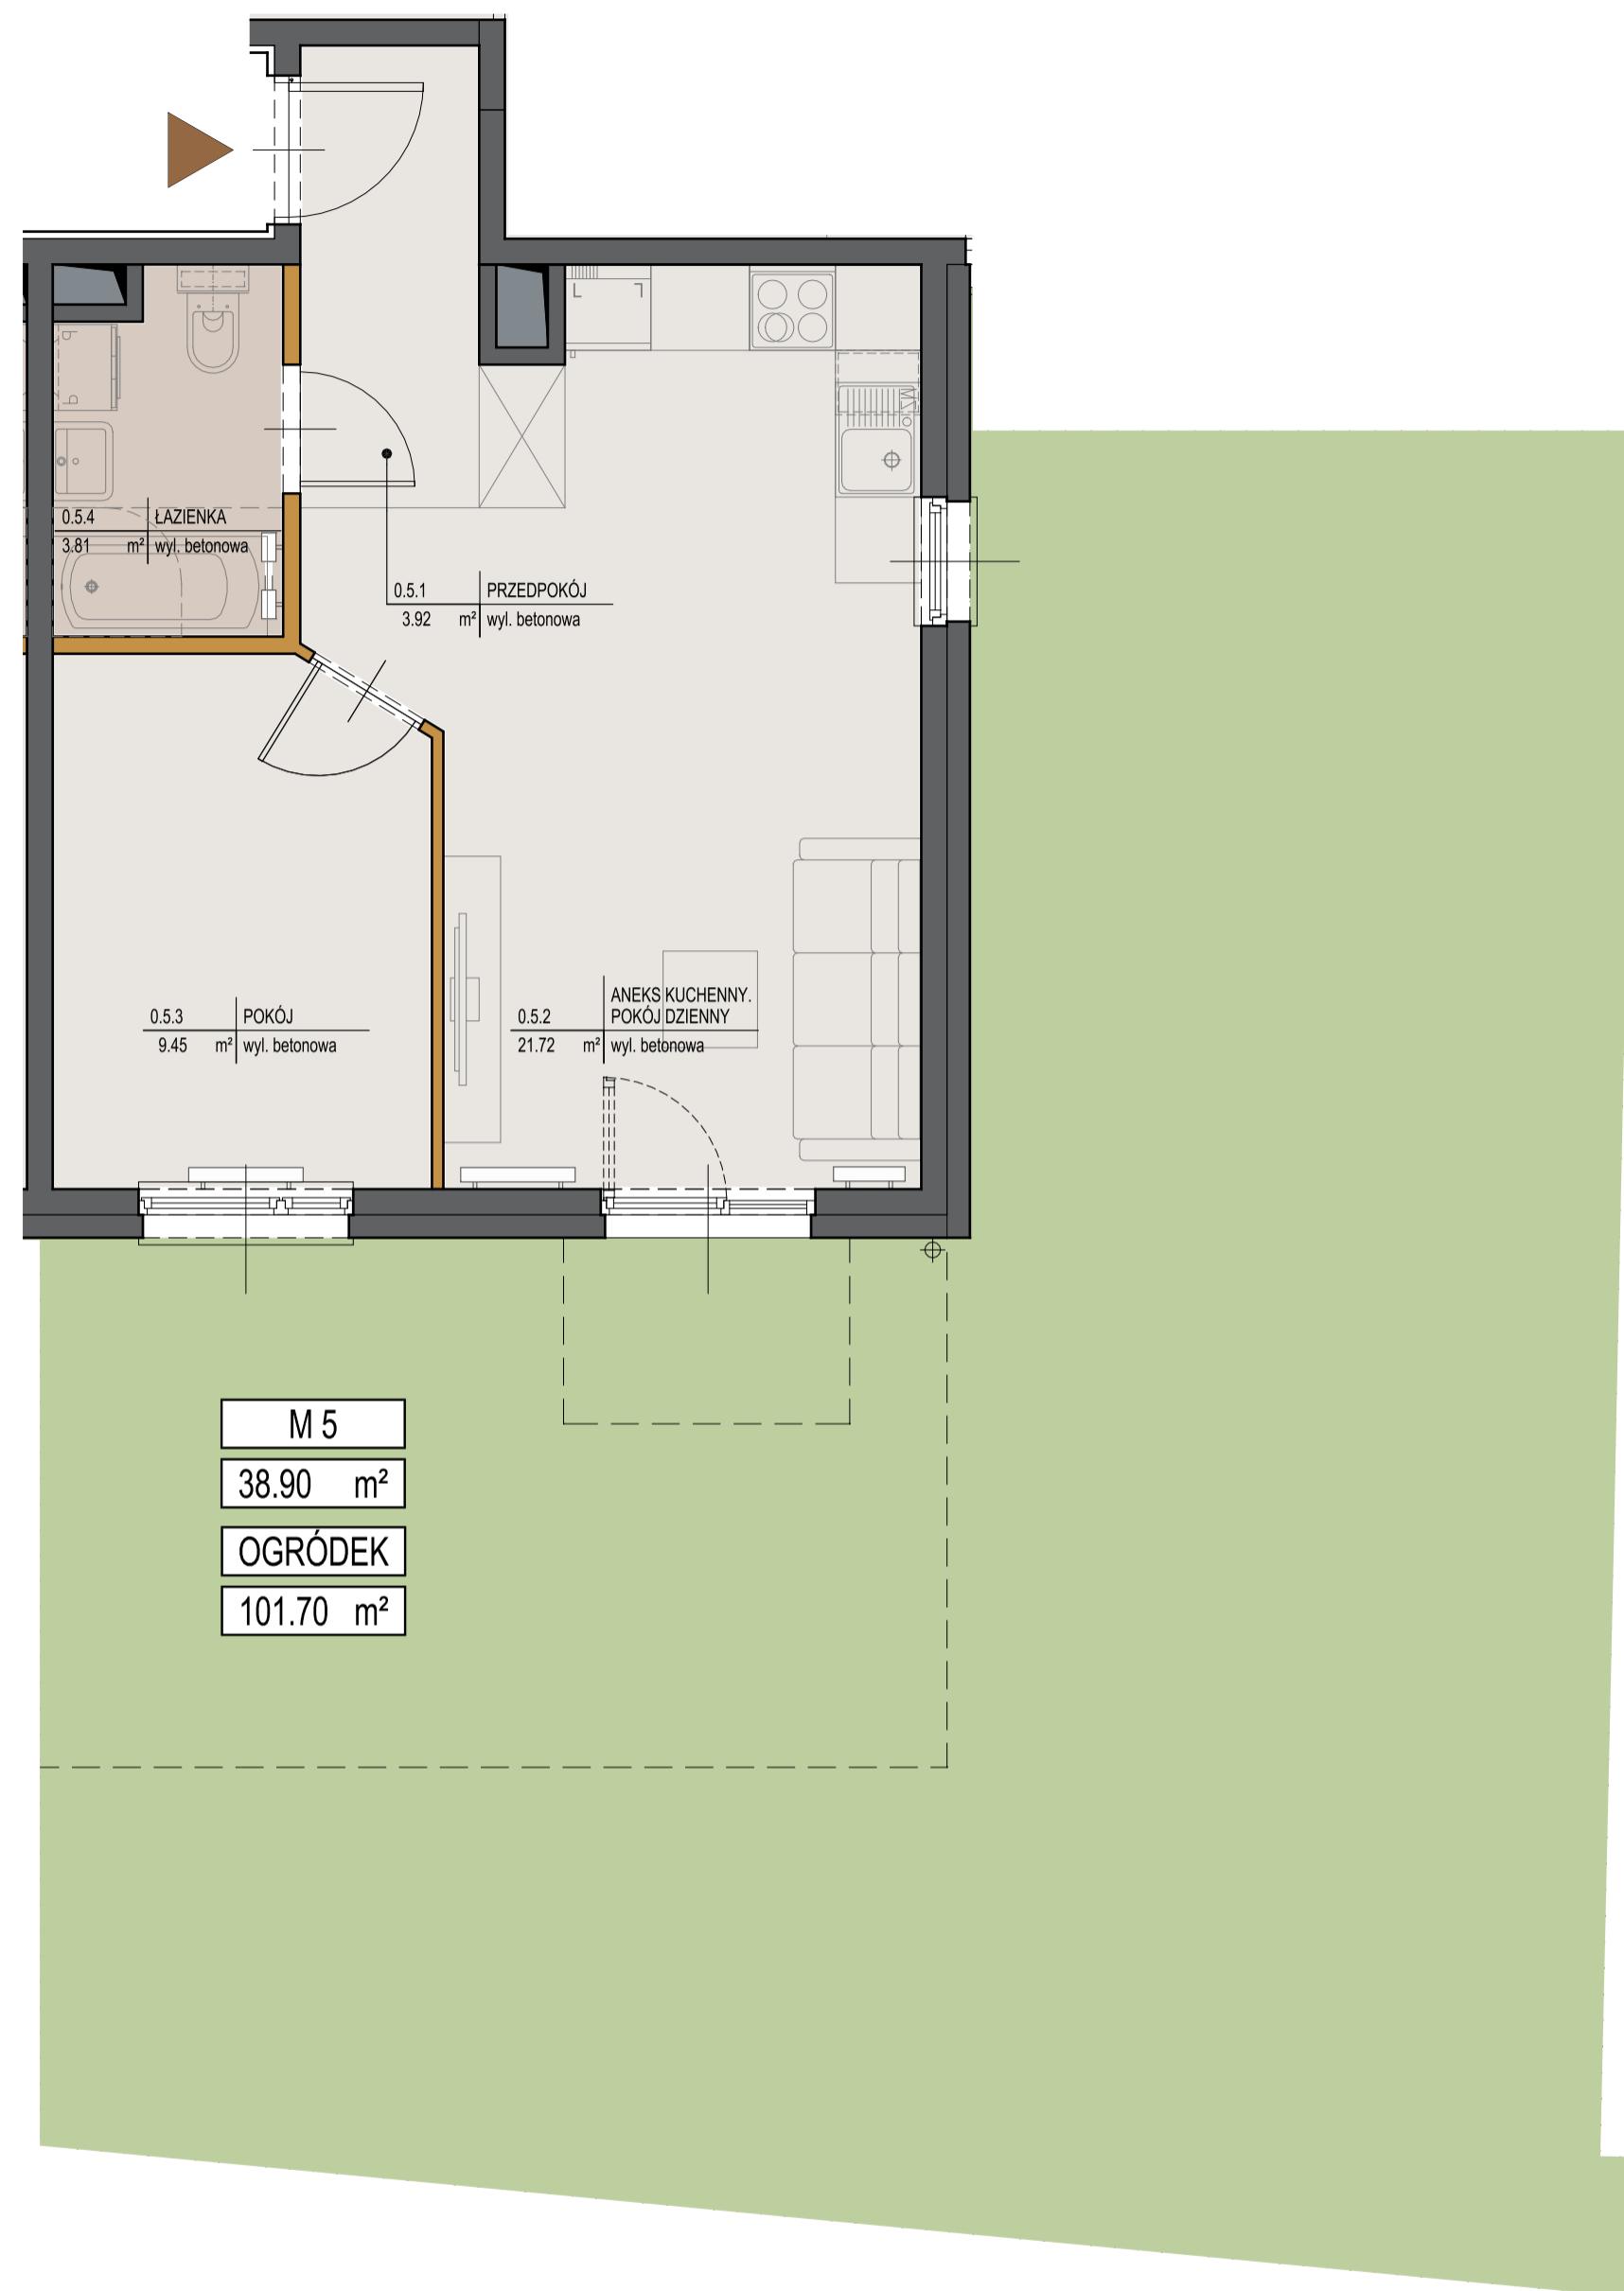 0.5.4 ŁAZIENKA
3.81 m² wyl. betonowa
0.5.1 PRZEDPOKÓJ
3.92 m² wyl. betonowa
0.5.3 POKÓJ
9.45 m² wyl. betonowa
ANEKS KUCHENNY.
0.5.2 POKÓJ DZIENNY
21.72 m² wyl. betonowa
L
P
P
MZ
M 5
38.90 m²
OGRÓDEK
101.70 m²